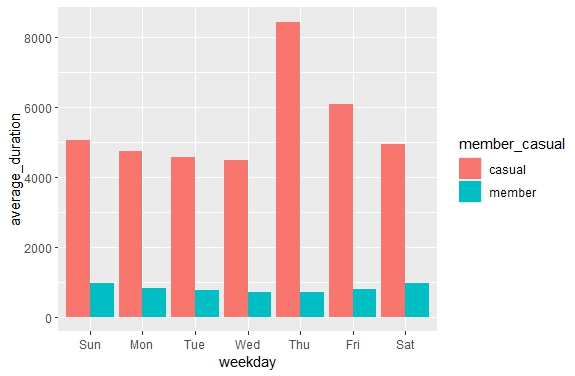 8000
6000
4000
2000
0
average_duration
Sun Mon Tue Wed Thu Fri Sat
weekday
member_casual
casual
member